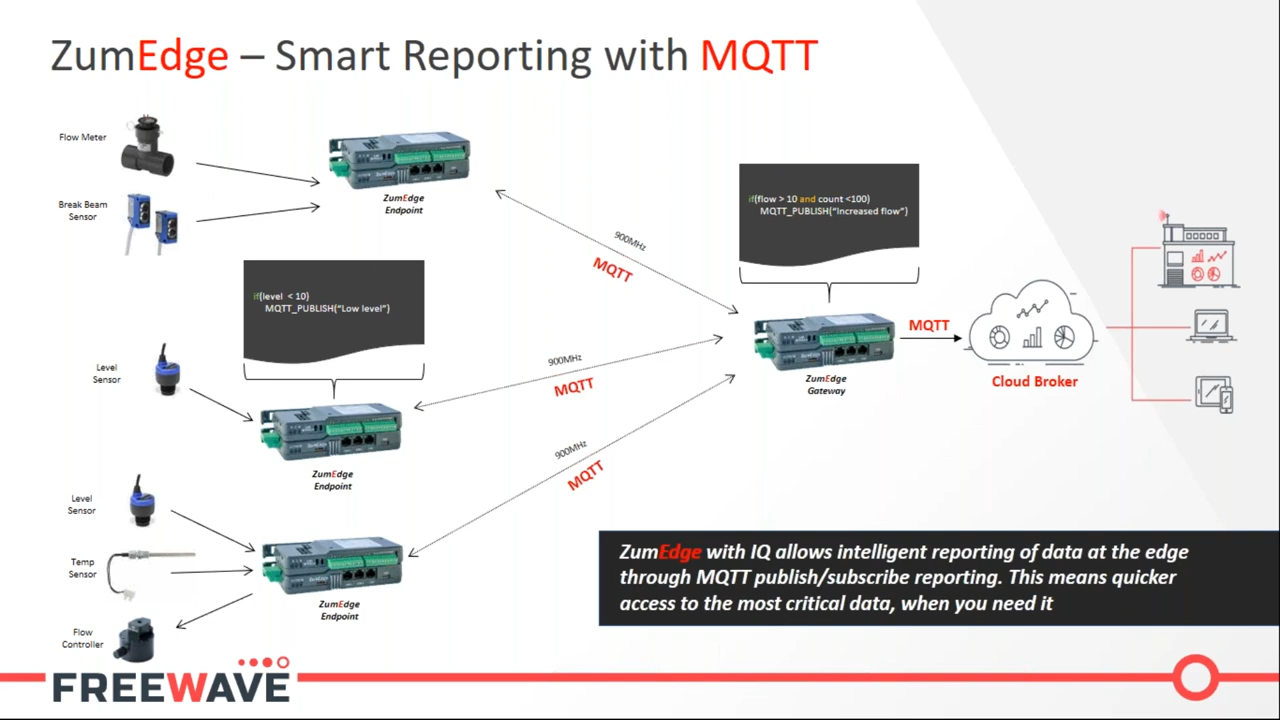 ZumEdge – Smart Reporting with MQTT
Flow Meter
Break Beam
Sensor
ZumEdge
Endpoint
if(level < 10)
MQTT_PUBLISH("Low level")
Level
Sensor
ZumEdge
Endpoint
Level
Sensor
Temp
Sensor
Flow
Controller
ZumEdge
Endpoint
900MHz
MQTT
900MHz
MQTT
900MHz
MQTT
if(flow > 10 and count <100)
MQTT_PUBLISH("Increased flow")
ZumEdge
Gateway
MQTT
Cloud Broker
ZumEdge with IQ allows intelligent reporting of data at the edge
through MQTT publish/subscribe reporting. This means quicker
access to the most critical data, when you need it
FREEWAVE